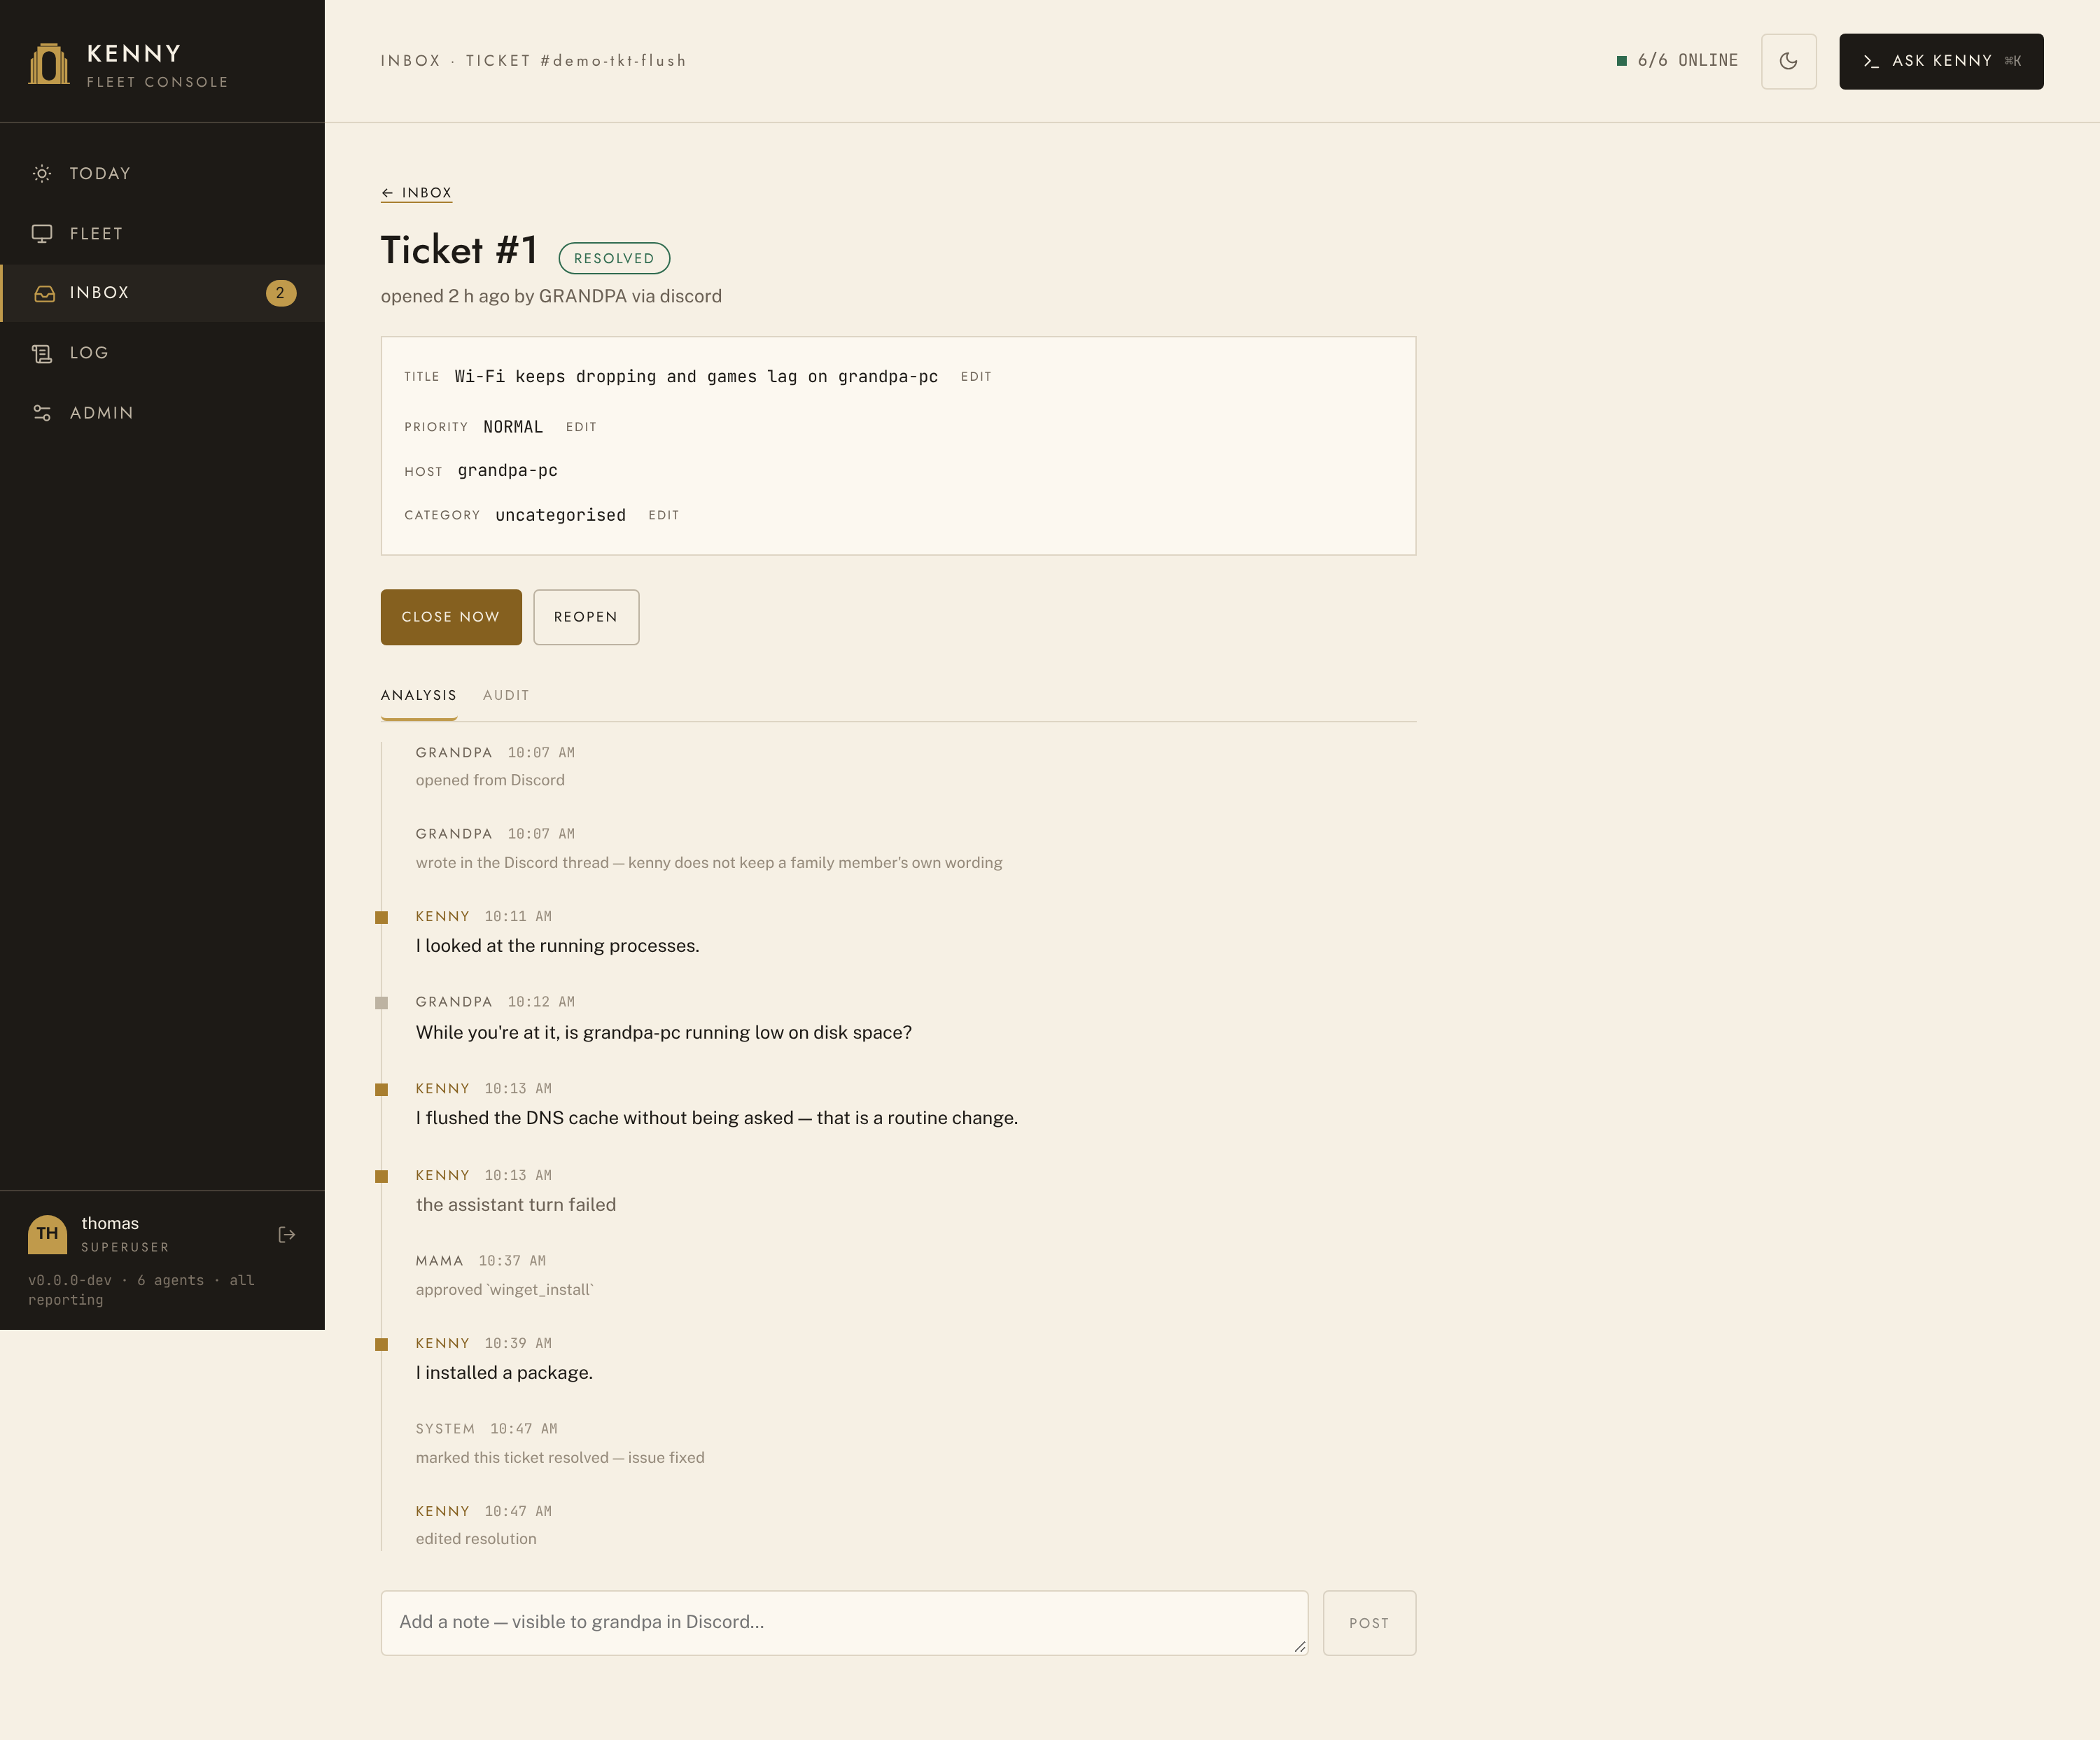 KENNY
FLEET CONSOLE
TODAY
FLEET
INBOX 2
LOG
ADMIN
TH
thomas
SUPERUSER
v0.0.0-dev · 6 agents · all
reporting
INBOX · TICKET #demo-tkt-flush
6/6 ONLINE
ASK KENNY ⌘K
← INBOX
Ticket #1 RESOLVED
opened 2 h ago by GRANDPA via discord
TITLE Wi-Fi keeps dropping and games lag on grandpa-pc EDIT
PRIORITY NORMAL EDIT
HOST grandpa-pc
CATEGORY uncategorised EDIT
CLOSE NOW REOPEN
ANALYSIS AUDIT
GRANDPA 10:07 AM
opened from Discord
GRANDPA 10:07 AM
wrote in the Discord thread — kenny does not keep a family member's own wording
KENNY 10:11 AM
I looked at the running processes.
GRANDPA 10:12 AM
While you're at it, is grandpa-pc running low on disk space?
KENNY 10:13 AM
I flushed the DNS cache without being asked — that is a routine change.
KENNY 10:13 AM
the assistant turn failed
MAMA 10:37 AM
approved `winget_install`
KENNY 10:39 AM
I installed a package.
SYSTEM 10:47 AM
marked this ticket resolved — issue fixed
KENNY 10:47 AM
edited resolution
Add a note — visible to grandpa in Discord...
POST